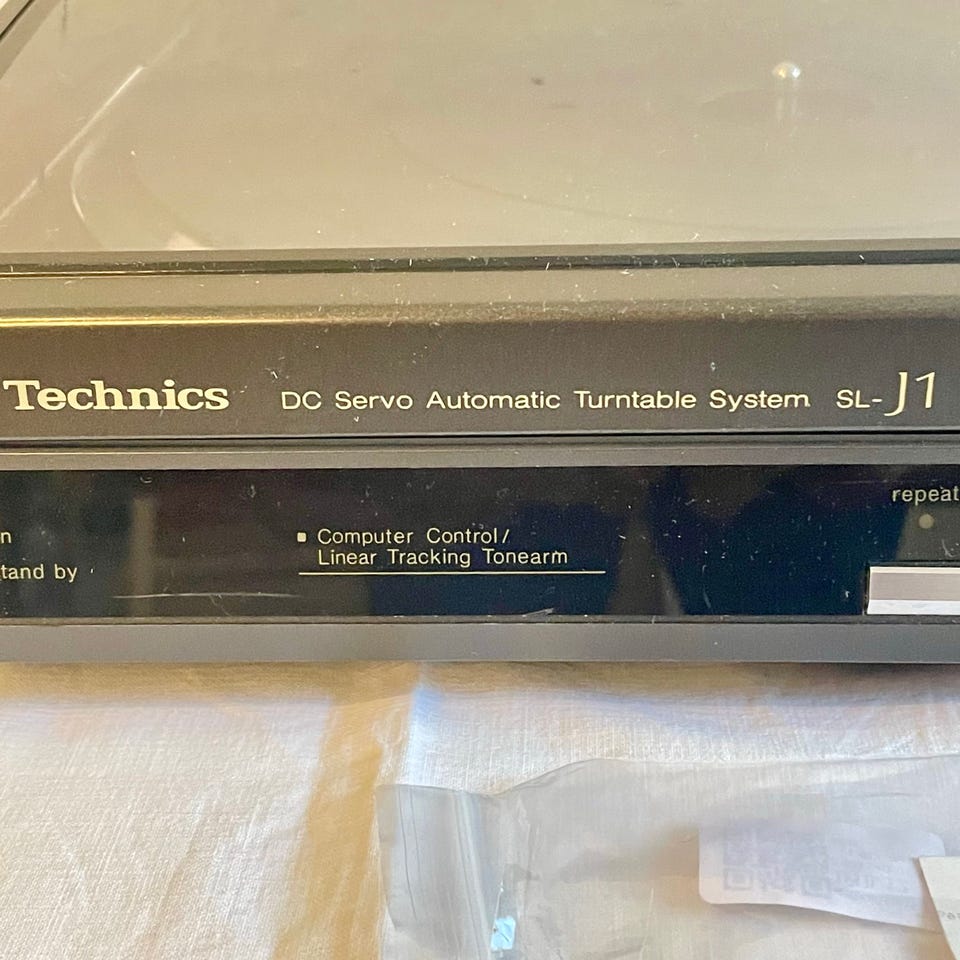 Technics DC Servo Automatic Turntable System SL-J1
repeat
n
■ Computer Control/
Linear Tracking Tonearm
tand by